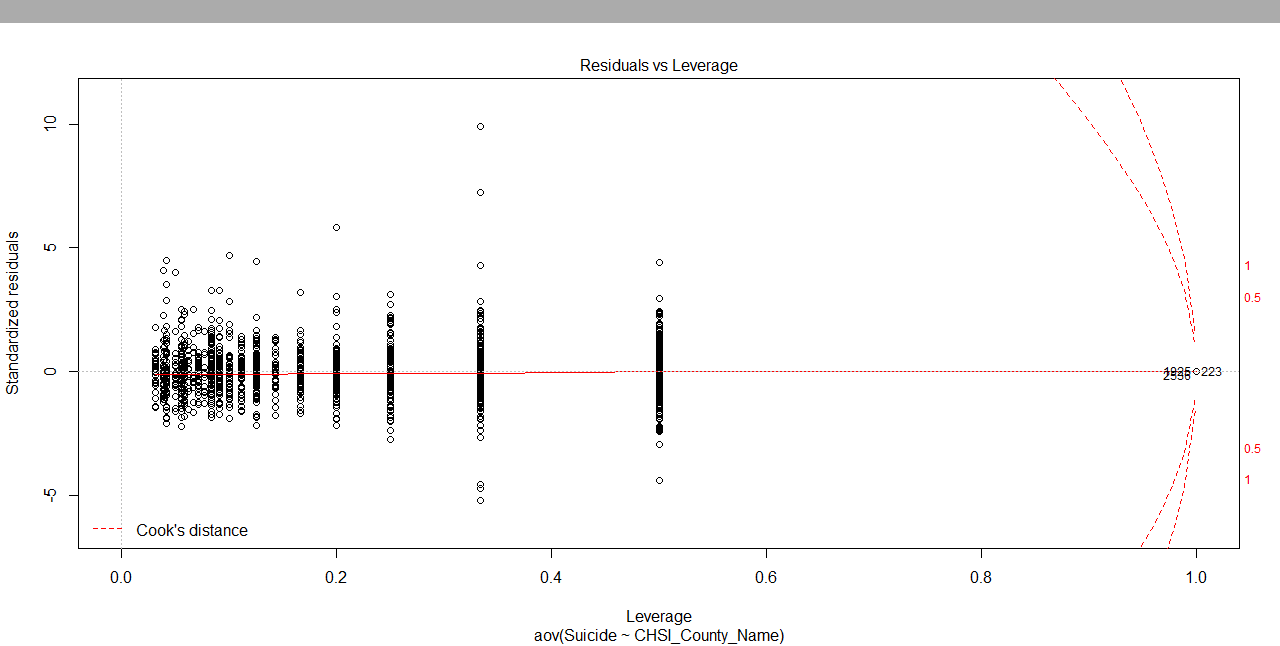 Residuals vs Leverage
10
5
0
-5
Standardized residuals
1
0.5
223
0.5
1
Cook's distance
0.0 0.2 0.4 0.6 0.8 1.0
Leverage
aov(Suicide ~ CHSI_County_Name)